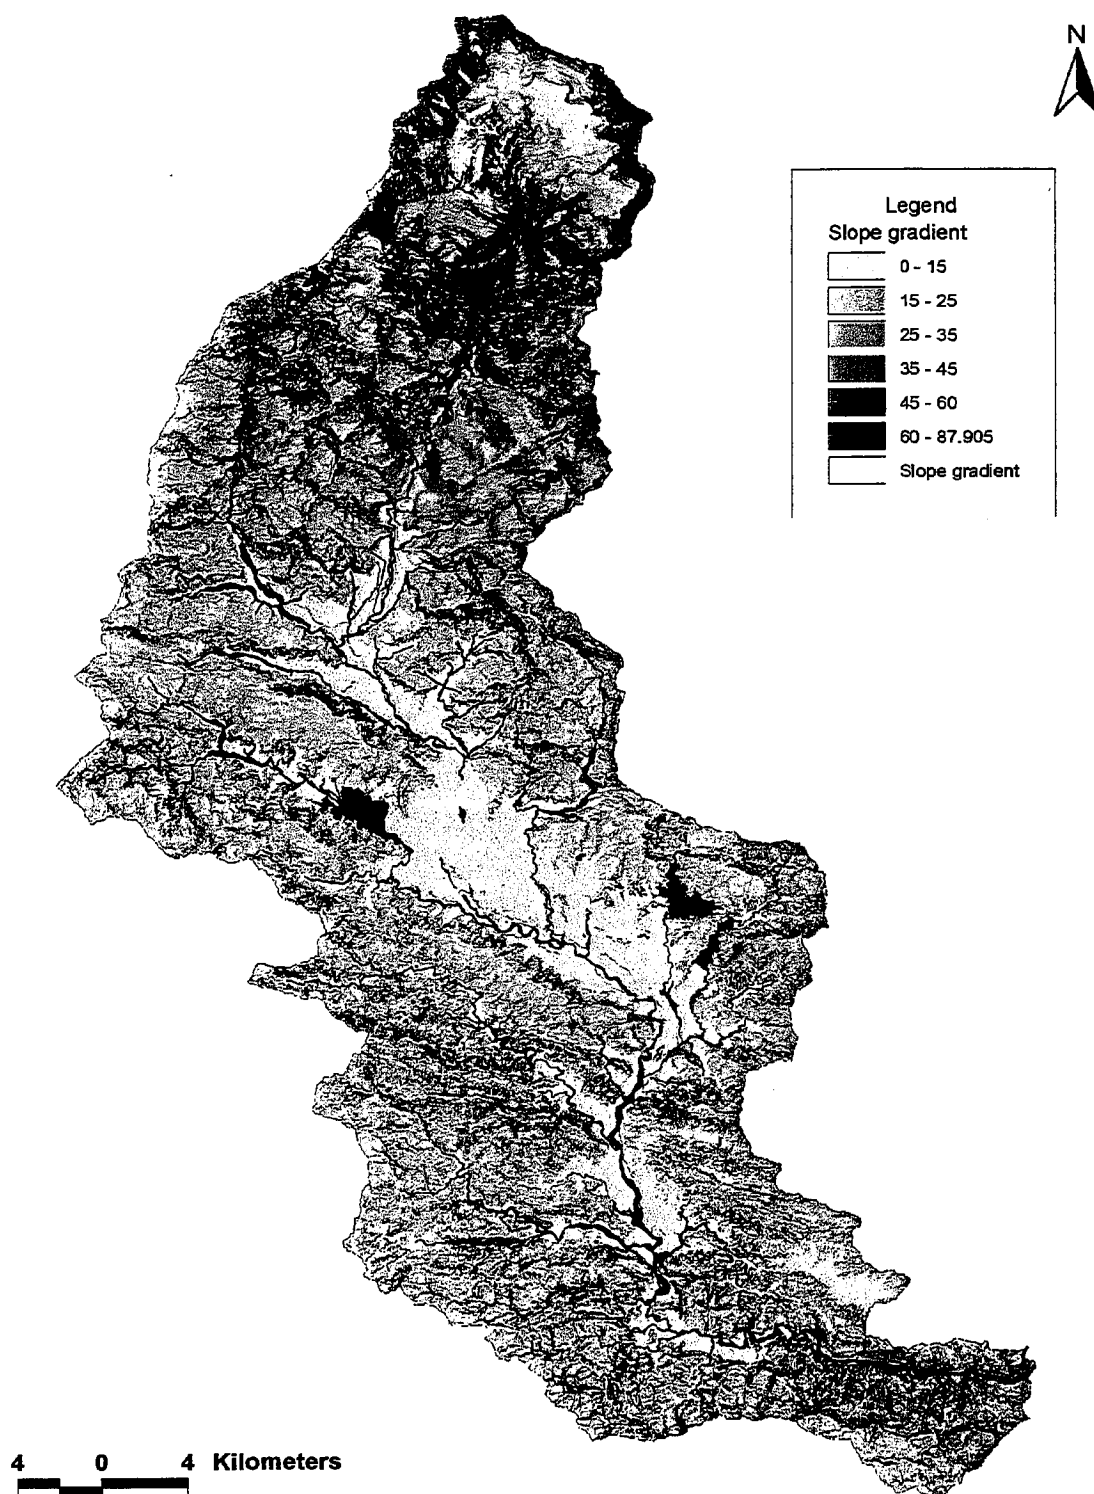 N
Legend
Slope gradient
0 - 15
15 - 25
25 - 35
35 - 45
45 - 60
60 - 87.905
Slope gradient
4 0 4 Kilometers